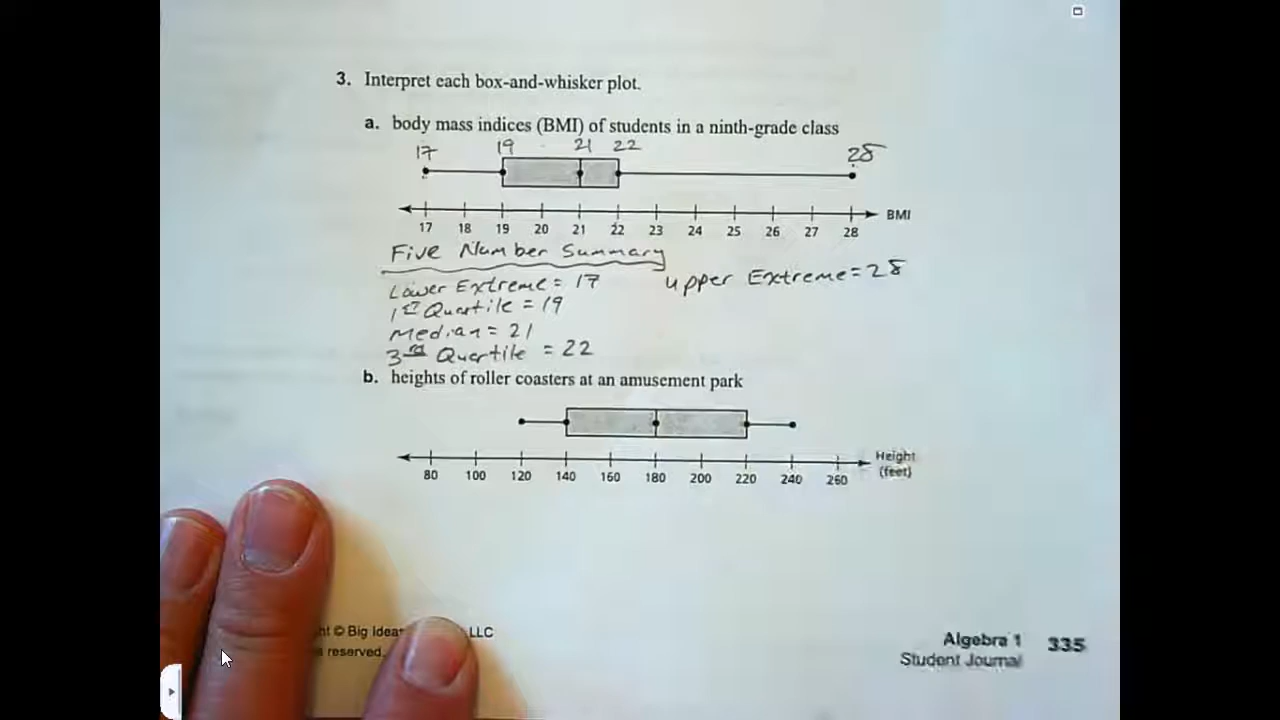 3. Interpret each box-and-whisker plot.
a. body mass indices (BMI) of students in a ninth-grade class
17 19 21 22 28
BMI
17 18 19 20 21 22 23 24 25 26 27 28
Five Number Summary
Lower Extreme = 17 upper Extreme = 28
1st Quartile = 19
Median = 21
3rd Quartile = 22
b. heights of roller coasters at an amusement park
Height
(feet)
80 100 120 140 160 180 200 220 240 260
© Big Ideas LLC
reserved.
Algebra 1 335
Student Journal